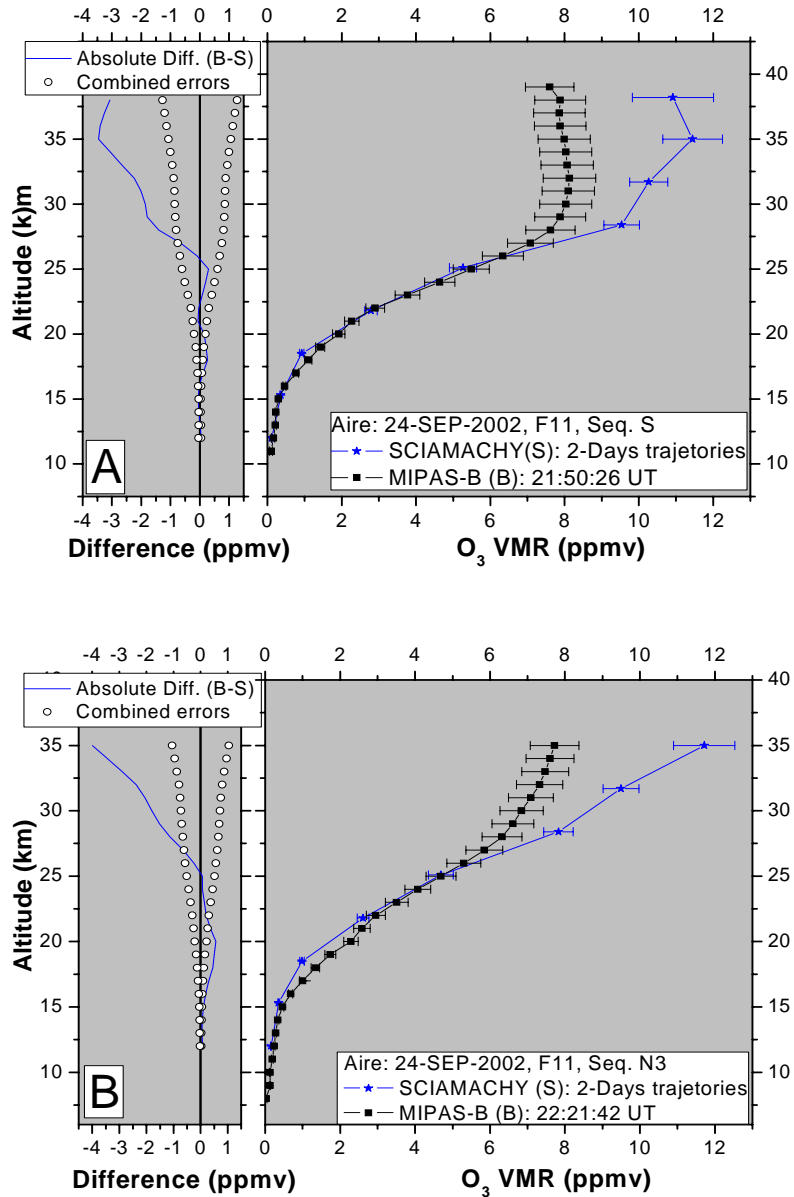 -4 -3 -2 -1 0 1 0 2 4 6 8 10 12
Absolute Diff. (B-S)
Combined errors
40
35
30
25
20
15
10
Altitude (k)m
35
30
25
20
15
10
A
Aire: 24-SEP-2002, F11, Seq. S
SCIAMACHY(S): 2-Days trajetories
MIPAS-B (B): 21:50:26 UT
-4 -3 -2 -1 0 1 0 2 4 6 8 10 12
Difference (ppmv) O3 VMR (ppmv)
-4 -3 -2 -1 0 1 0 2 4 6 8 10 12
Absolute Diff. (B-S)
Combined errors
40
35
30
25
20
15
10
Altitude (km)
35
30
25
20
15
10
B
Aire: 24-SEP-2002, F11, Seq. N3
SCIAMACHY (S): 2-Days trajetories
MIPAS-B (B): 22:21:42 UT
-4 -3 -2 -1 0 1 0 2 4 6 8 10 12
Difference (ppmv) O3 VMR (ppmv)